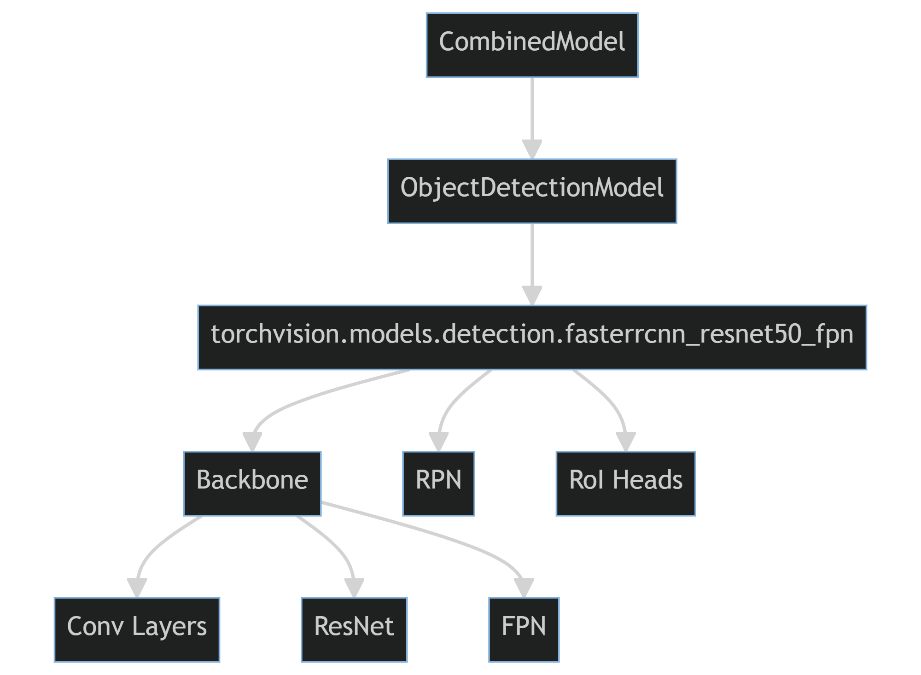 CombinedModel
ObjectDetectionModel
torchvision.models.detection.fasterrcnn_resnet50_fpn
Backbone
RPN
RoI Heads
Conv Layers
ResNet
FPN